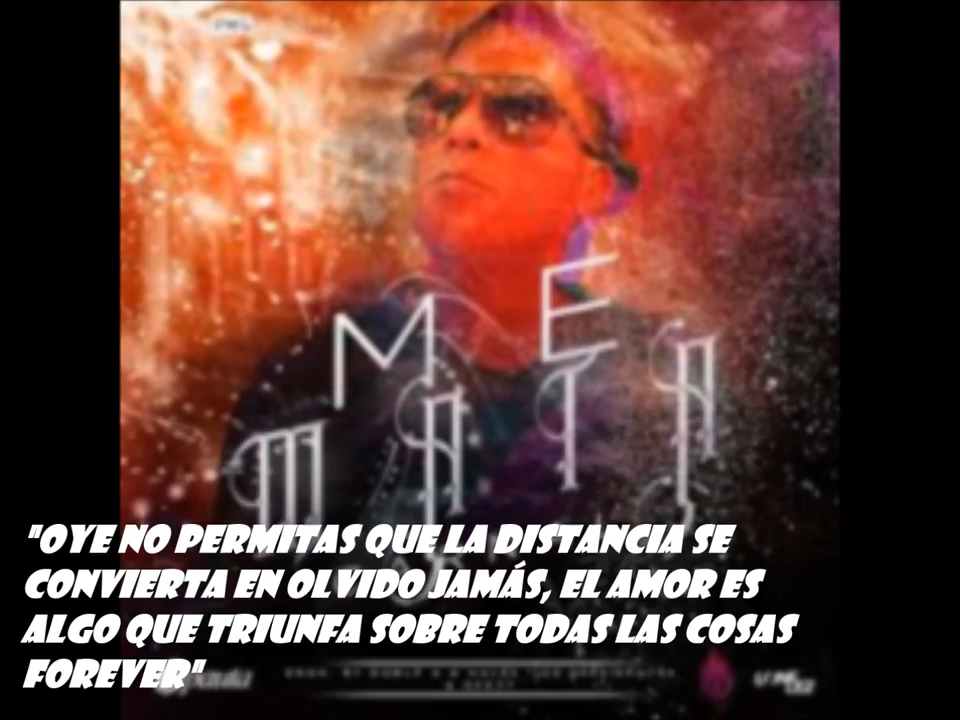 ME
MATA
"OYE NO PERMITAS QUE LA DISTANCIA SE
CONVIERTA EN OLVIDO JAMÁS, EL AMOR ES
ALGO QUE TRIUNFA SOBRE TODAS LAS COSAS
FOREVER"